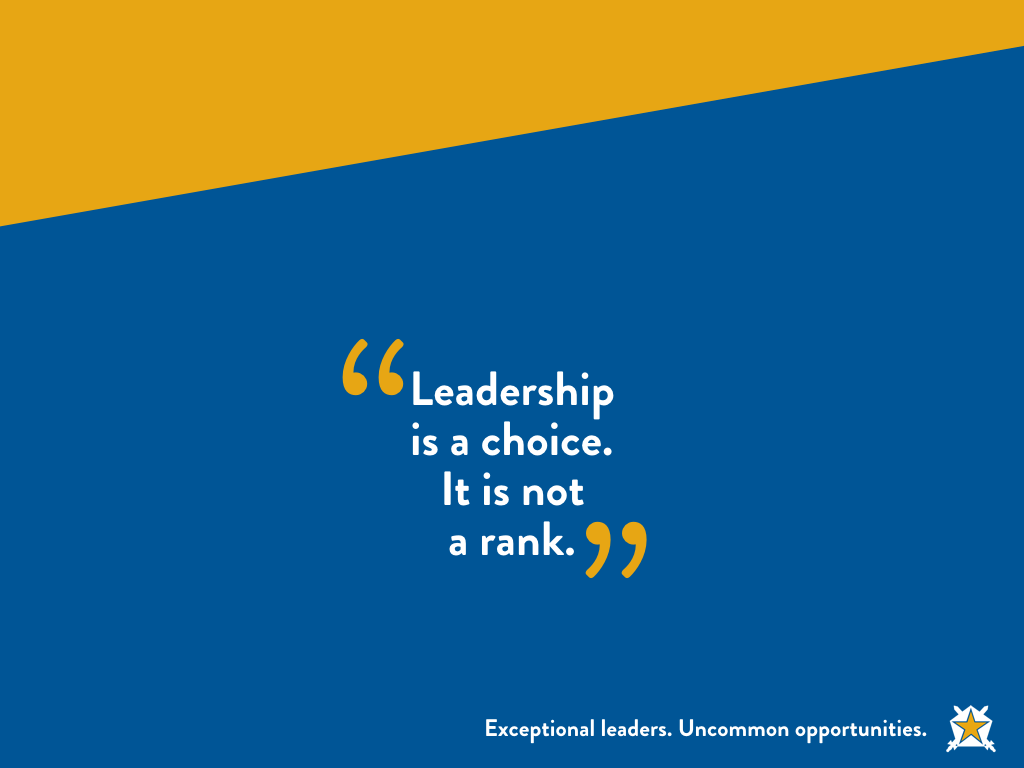 “Leadership
is a choice.
It is not
a rank.”
Exceptional leaders. Uncommon opportunities.